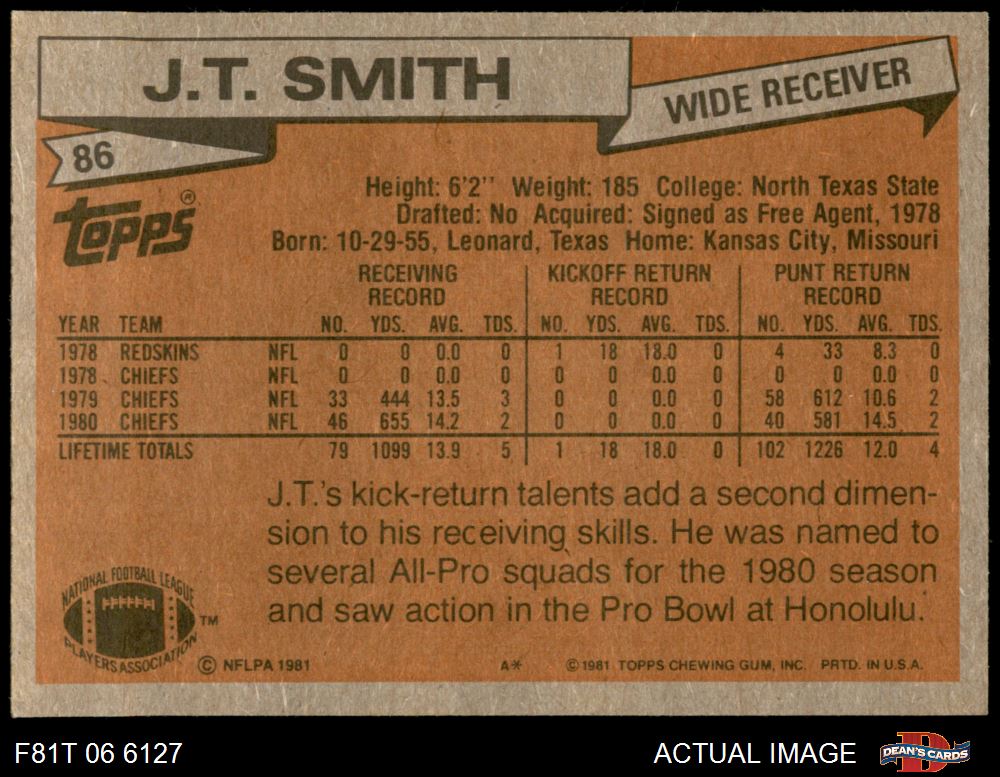 J.T. SMITH
WIDE RECEIVER
86
topps®
Height: 6'2" Weight: 185 College: North Texas State
Drafted: No Acquired: Signed as Free Agent, 1978
Born: 10-29-55, Leonard, Texas Home: Kansas City, Missouri
RECEIVING RECORD KICKOFF RETURN RECORD PUNT RETURN RECORD
YEAR TEAM NO. YDS. AVG. TDS. NO. YDS. AVG. TDS. NO. YDS. AVG. TDS.
1978 REDSKINS NFL 0 0 0.0 0 1 18 18.0 0 4 33 8.3 0
1978 CHIEFS NFL 0 0 0.0 0 0 0 0.0 0 0 0 0.0 0
1979 CHIEFS NFL 33 444 13.5 3 0 0 0.0 0 58 612 10.6 2
1980 CHIEFS NFL 46 655 14.2 2 0 0 0.0 0 40 581 14.5 2
LIFETIME TOTALS 79 1099 13.9 5 1 18 18.0 0 102 1226 12.0 4
J.T.'s kick-return talents add a second dimen-
sion to his receiving skills. He was named to
several All-Pro squads for the 1980 season
and saw action in the Pro Bowl at Honolulu.
NATIONAL FOOTBALL LEAGUE
PLAYERS ASSOCIATION
TM
© NFLPA 1981 A* © 1981 TOPPS CHEWING GUM, INC. PRTD. IN U.S.A.
F81T 06 6127 ACTUAL IMAGE DEAN'S CARDS